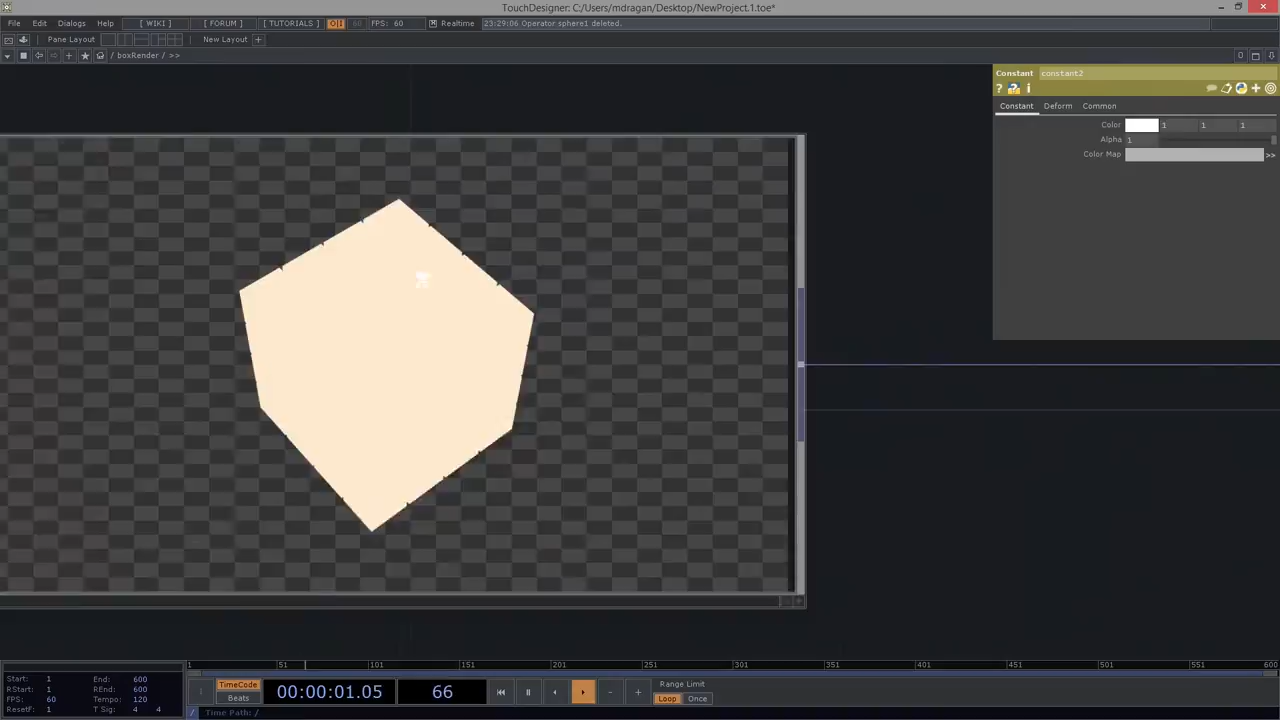 TouchDesigner: C:/Users/mdragan/Desktop/NewProject.1.toe*
File Edit Dialogs Help [ WIKI ] [ FORUM ] [ TUTORIALS ] O|I 60 FPS: 60 Realtime 23:29:06 Operator sphere1 deleted.
Pane Layout New Layout +
/ boxRender / >>
Constant constant2
? i
Constant Deform Common
Color 1 1 1
Alpha 1
Color Map >>
1 51 101 151 201 251 301 351 401 451 501 551 600
Start: 1 End: 600
RStart: 1 REnd: 600
FPS: 60 Tempo: 120
ResetF: 1 T Sig: 4 4
TimeCode
Beats
00:00:01.05 66
Range Limit
Loop Once
/ Time Path: /